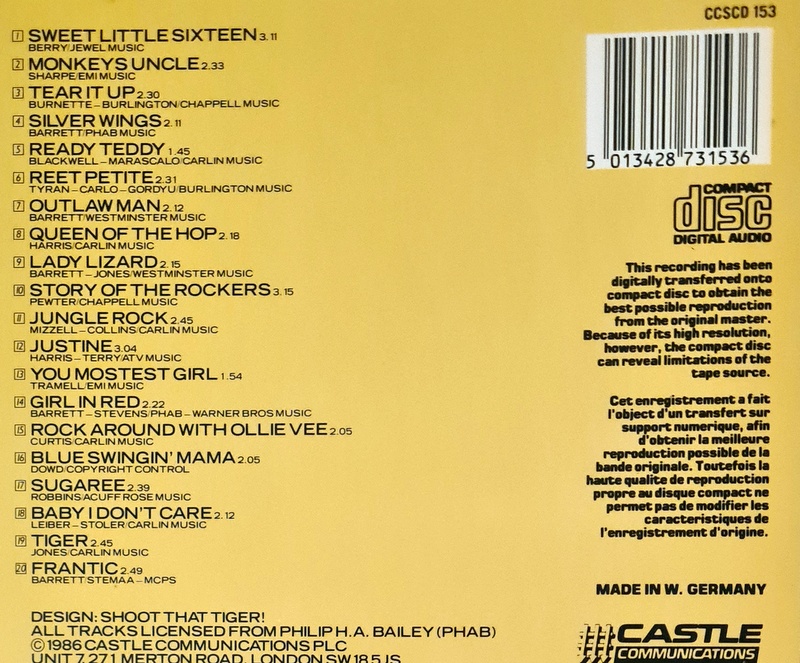 CCSCD 153
1 SWEET LITTLE SIXTEEN 3.11
BERRY/JEWEL MUSIC
2 MONKEYS UNCLE 2.33
SHARPE/EMI MUSIC
3 TEAR IT UP 2.30
BURNETTE – BURLINGTON/CHAPPELL MUSIC
4 SILVER WINGS 2.11
BARRETT/PHAB MUSIC
5 READY TEDDY 1.45
BLACKWELL – MARASCALO/CARLIN MUSIC
6 REET PETITE 2.31
TYRAN – CARLO – GORDYU/BURLINGTON MUSIC
7 OUTLAW MAN 2.12
BARRETT/WESTMINSTER MUSIC
8 QUEEN OF THE HOP 2.18
HARRIS/CARLIN MUSIC
9 LADY LIZARD 2.15
BARRETT – JONES/WESTMINSTER MUSIC
10 STORY OF THE ROCKERS 3.15
PEWTER/CHAPPELL MUSIC
11 JUNGLE ROCK 2.45
MIZZELL – COLLINS/CARLIN MUSIC
12 JUSTINE 3.04
HARRIS – TERRY/ATV MUSIC
13 YOU MOSTEST GIRL 1.54
TRAMELL/EMI MUSIC
14 GIRL IN RED 2.22
BARRETT – STEVENS/PHAB – WARNER BROS MUSIC
15 ROCK AROUND WITH OLLIE VEE 2.05
CURTIS/CARLIN MUSIC
16 BLUE SWINGIN' MAMA 2.05
DOWD/COPYRIGHT CONTROL
17 SUGAREE 2.39
ROBBINS/ACUFF ROSE MUSIC
18 BABY I DON'T CARE 2.12
LEIBER – STOLER/CARLIN MUSIC
19 TIGER 2.45
JONES/CARLIN MUSIC
20 FRANTIC 2.49
BARRETT/STEMAA – MCPS
DESIGN: SHOOT THAT TIGER!
ALL TRACKS LICENSED FROM PHILIP H.A. BAILEY (PHAB)
© 1986 CASTLE COMMUNICATIONS PLC
UNIT 7, 271 MERTON ROAD, LONDON SW18 5JS
5 013428 731536
COMPACT
disc
DIGITAL AUDIO
This recording has been
digitally transferred onto
compact disc to obtain the
best possible reproduction
from the original master.
Because of its high resolution,
however, the compact disc
can reveal limitations of the
tape source.
Cet enregistrement a fait
l'object d'un transfert sur
support numerique, afin
d'obtenir la meilleure
reproduction possible de la
bande originale. Toutefois la
haute qualite de reproduction
propre au disque compact ne
permet pas de modifier les
caracteristiques de
l'enregistrement d'origine.
MADE IN W. GERMANY
CASTLE
COMMUNICATIONS